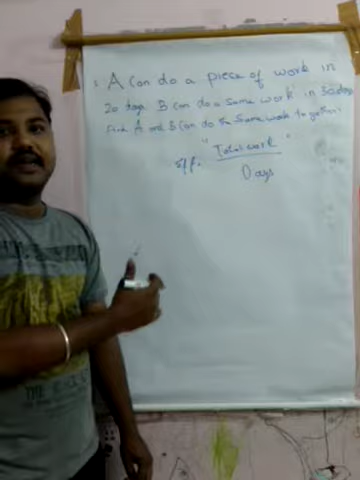 1. A Can do a piece of work in
20 days B Can do a Same work in 30 days
Find A and B Can do the Same work together.
"Total work"
Eff.
Days
THE